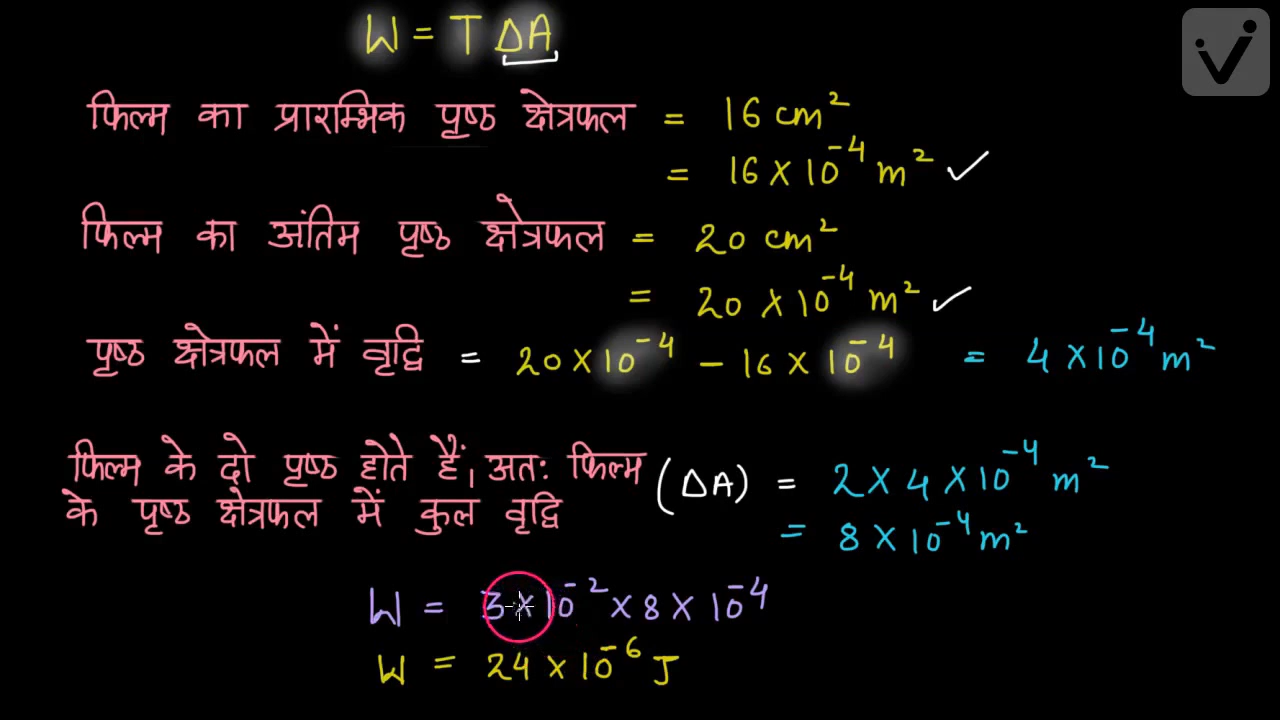 W = T ΔA
फिल्म का प्रारम्भिक पृष्ठ क्षेत्रफल = 16 cm²
= 16 × 10⁻⁴ m² ✓
फिल्म का अंतिम पृष्ठ क्षेत्रफल = 20 cm²
= 20 × 10⁻⁴ m² ✓
पृष्ठ क्षेत्रफल में वृद्दि = 20 × 10⁻⁴ − 16 × 10⁻⁴ = 4 × 10⁻⁴ m²
फिल्म के दो पृष्ठ होते हैं, अतः फिल्म (ΔA) = 2 × 4 × 10⁻⁴ m²
के पृष्ठ क्षेत्रफल में कुल वृद्दि = 8 × 10⁻⁴ m²
W = 3 × 10⁻² × 8 × 10⁻⁴
W = 24 × 10⁻⁶ J